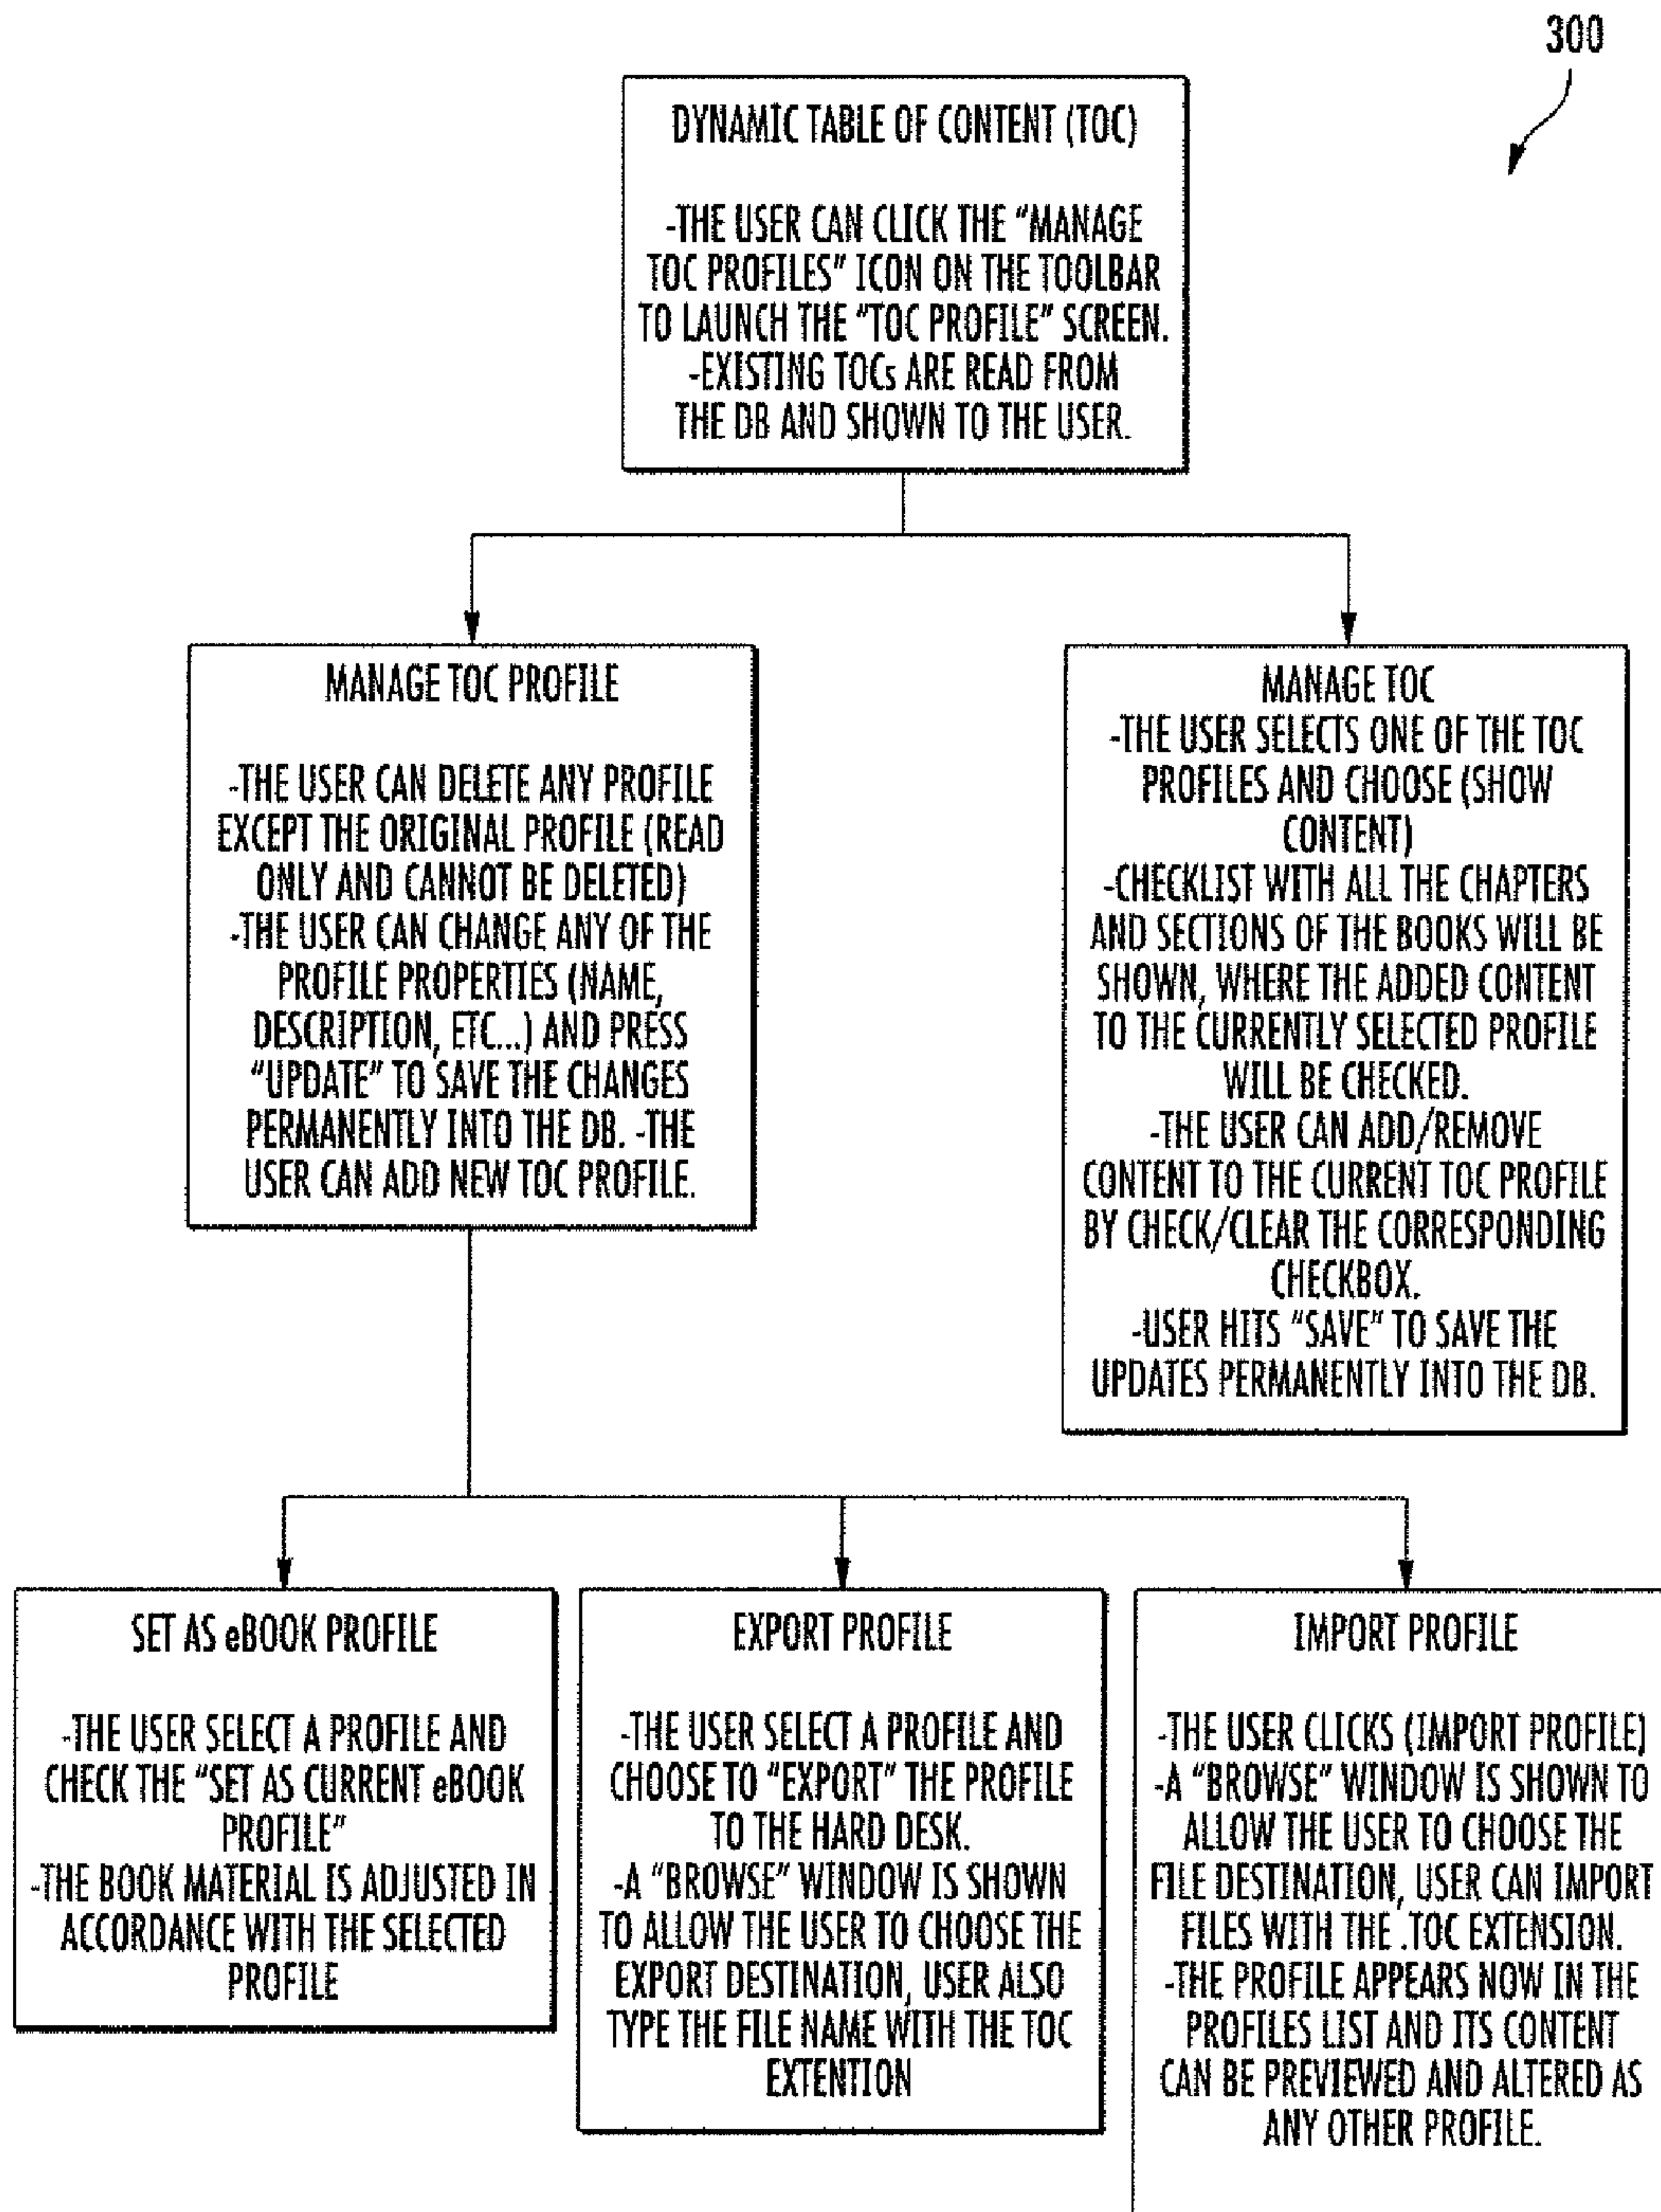 300
DYNAMIC TABLE OF CONTENT (TOC)
-THE USER CAN CLICK THE "MANAGE
TOC PROFILES" ICON ON THE TOOLBAR
TO LAUNCH THE "TOC PROFILE" SCREEN.
-EXISTING TOCs ARE READ FROM
THE DB AND SHOWN TO THE USER.
MANAGE TOC PROFILE
-THE USER CAN DELETE ANY PROFILE
EXCEPT THE ORIGINAL PROFILE (READ
ONLY AND CANNOT BE DELETED)
-THE USER CAN CHANGE ANY OF THE
PROFILE PROPERTIES (NAME,
DESCRIPTION, ETC...) AND PRESS
"UPDATE" TO SAVE THE CHANGES
PERMANENTLY INTO THE DB. -THE
USER CAN ADD NEW TOC PROFILE.
MANAGE TOC
-THE USER SELECTS ONE OF THE TOC
PROFILES AND CHOOSE (SHOW
CONTENT)
-CHECKLIST WITH ALL THE CHAPTERS
AND SECTIONS OF THE BOOKS WILL BE
SHOWN, WHERE THE ADDED CONTENT
TO THE CURRENTLY SELECTED PROFILE
WILL BE CHECKED.
-THE USER CAN ADD/REMOVE
CONTENT TO THE CURRENT TOC PROFILE
BY CHECK/CLEAR THE CORRESPONDING
CHECKBOX.
-USER HITS "SAVE" TO SAVE THE
UPDATES PERMANENTLY INTO THE DB.
SET AS eBOOK PROFILE
-THE USER SELECT A PROFILE AND
CHECK THE "SET AS CURRENT eBOOK
PROFILE"
-THE BOOK MATERIAL IS ADJUSTED IN
ACCORDANCE WITH THE SELECTED
PROFILE
EXPORT PROFILE
-THE USER SELECT A PROFILE AND
CHOOSE TO "EXPORT" THE PROFILE
TO THE HARD DESK.
-A "BROWSE" WINDOW IS SHOWN
TO ALLOW THE USER TO CHOOSE THE
EXPORT DESTINATION, USER ALSO
TYPE THE FILE NAME WITH THE TOC
EXTENTION
IMPORT PROFILE
-THE USER CLICKS (IMPORT PROFILE)
-A "BROWSE" WINDOW IS SHOWN TO
ALLOW THE USER TO CHOOSE THE
FILE DESTINATION, USER CAN IMPORT
FILES WITH THE .TOC EXTENSION.
-THE PROFILE APPEARS NOW IN THE
PROFILES LIST AND ITS CONTENT
CAN BE PREVIEWED AND ALTERED AS
ANY OTHER PROFILE.